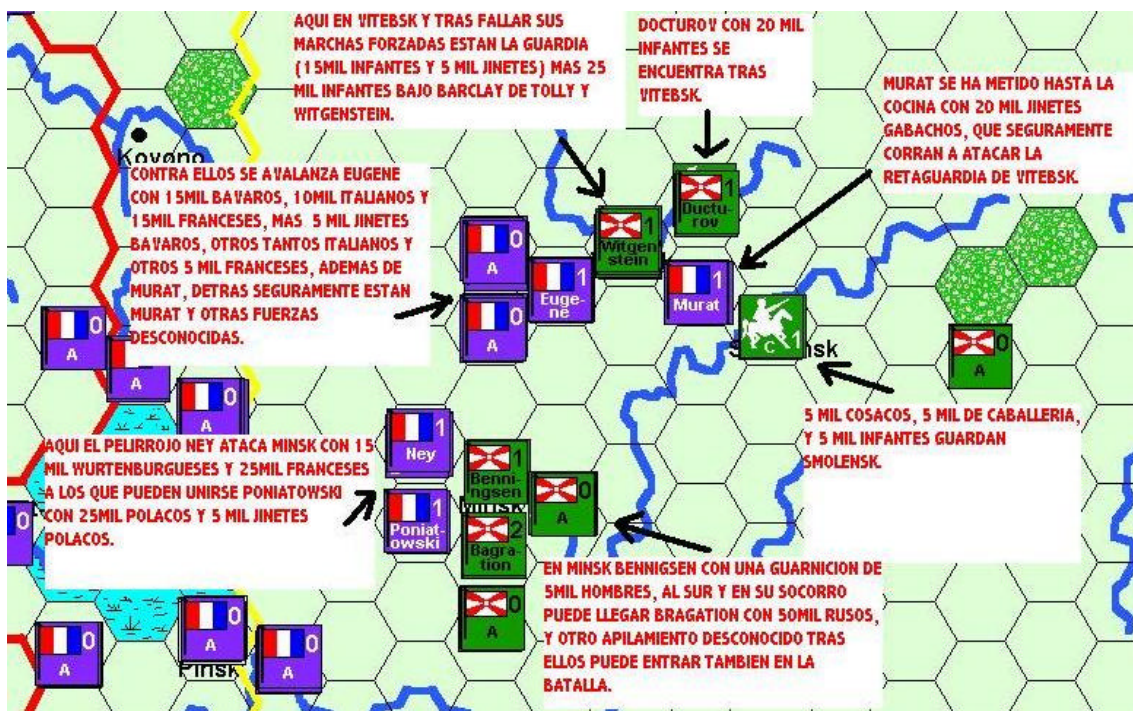 AQUI EN VITEBSK Y TRAS FALLAR SUS
MARCHAS FORZADAS ESTAN LA GUARDIA
(15MIL INFANTES Y 5 MIL JINETES) MAS 25
MIL INFANTES BAJO BARCLAY DE TOLLY Y
WITGENSTEIN.
DOCTUROV CON 20 MIL
INFANTES SE
ENCUENTRA TRAS
VITEBSK.
MURAT SE HA METIDO HASTA LA
COCINA CON 20 MIL JINETES
GABACHOS, QUE SEGURAMENTE
CORRAN A ATACAR LA
RETAGUARDIA DE VITEBSK.
Kovono
CONTRA ELLOS SE AVALANZA EUGENE
CON 15MIL BAVAROS, 10MIL ITALIANOS Y
15MIL FRANCESES, MAS 5 MIL JINETES
BAVAROS, OTROS TANTOS ITALIANOS Y
OTROS 5 MIL FRANCESES, ADEMAS DE
MURAT, DETRAS SEGURAMENTE ESTAN
MURAT Y OTRAS FUERZAS
DESCONOCIDAS.
0
A
0
A
1
Euge-
ne
1
Witgen
stein
1
Ductu-
rov
1
Murat
C 1
nsk
0
A
0
A
A
0
A
5 MIL COSACOS, 5 MIL DE CABALLERIA,
Y 5 MIL INFANTES GUARDAN
SMOLENSK.
AQUI EL PELIRROJO NEY ATACA MINSK CON 15
MIL WURTENBURGUESES Y 25MIL FRANCESES
A LOS QUE PUEDEN UNIRSE PONIATOWSKI
CON 25MIL POLACOS Y 5 MIL JINETES
POLACOS.
1
Ney
1
Poniat-
owski
1
Benni-
ngsen
0
A
Minsk
2
Bagra-
tion
0
A
EN MINSK BENNIGSEN CON UNA GUARNICION DE
5MIL HOMBRES, AL SUR Y EN SU SOCORRO
PUEDE LLEGAR BRAGATION CON 50MIL RUSOS,
Y OTRO APILAMIENTO DESCONOCIDO TRAS
ELLOS PUEDE ENTRAR TAMBIEN EN LA
BATALLA.
0
0
A
0
A
0
A
Pinsk